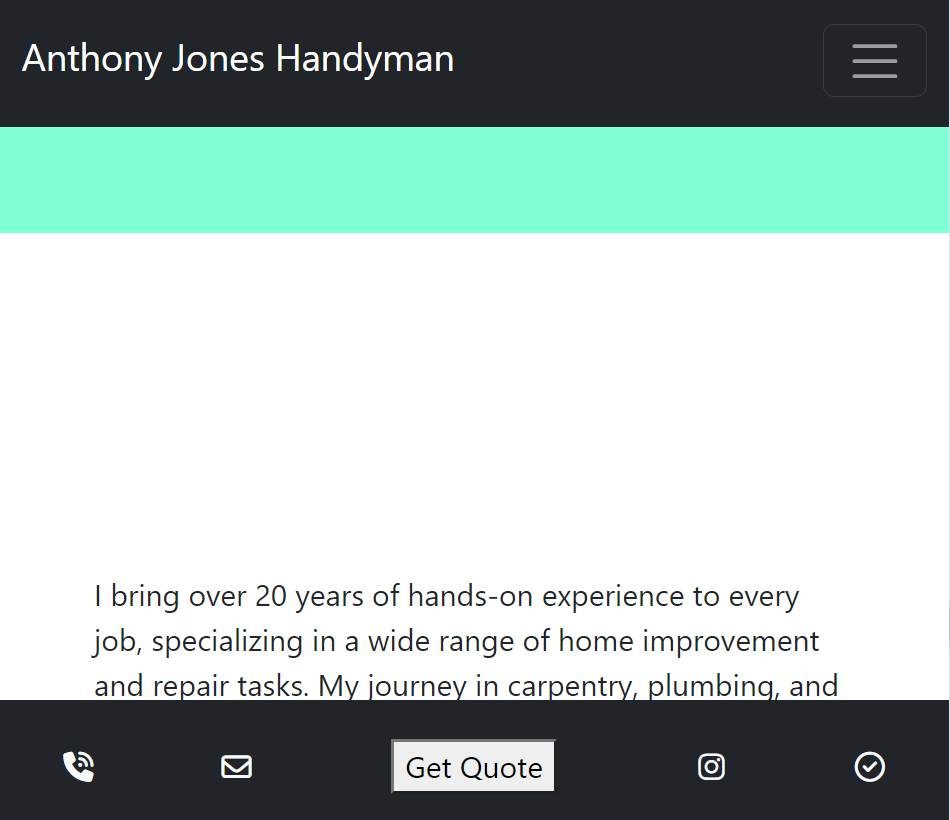 Anthony Jones Handyman
I bring over 20 years of hands-on experience to every
job, specializing in a wide range of home improvement
and repair tasks. My journey in carpentry, plumbing, and
Get Quote